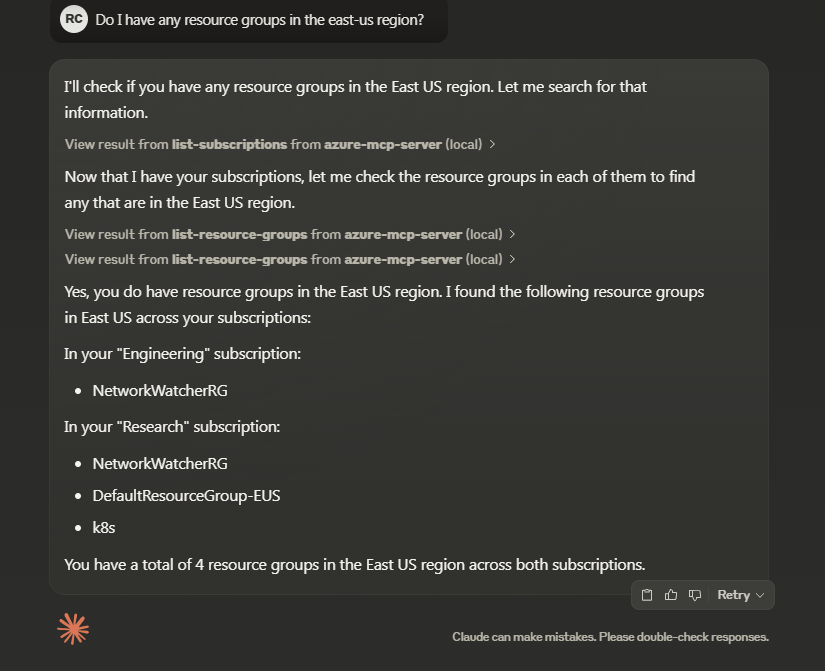 RC Do I have any resource groups in the east-us region?
I'll check if you have any resource groups in the East US region. Let me search for that
information.
View result from list-subscriptions from azure-mcp-server (local)
Now that I have your subscriptions, let me check the resource groups in each of them to find
any that are in the East US region.
View result from list-resource-groups from azure-mcp-server (local)
View result from list-resource-groups from azure-mcp-server (local)
Yes, you do have resource groups in the East US region. I found the following resource groups
in East US across your subscriptions:
In your "Engineering" subscription:
• NetworkWatcherRG
In your "Research" subscription:
• NetworkWatcherRG
• DefaultResourceGroup-EUS
• k8s
You have a total of 4 resource groups in the East US region across both subscriptions.
Retry
Claude can make mistakes. Please double-check responses.